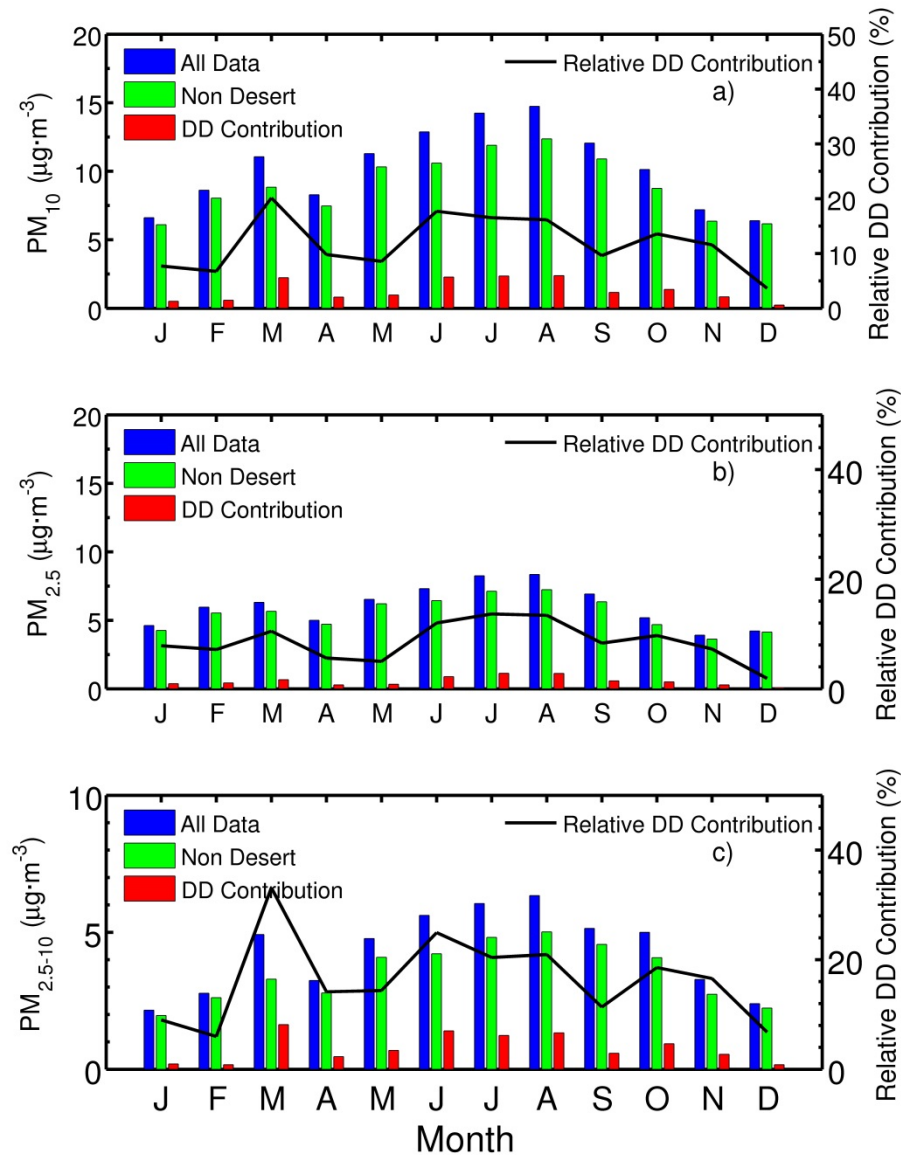 20
15
10
5
0
PM10 (µg·m-3)
All Data
Non Desert
DD Contribution
Relative DD Contribution
a)
50
40
30
20
10
0
Relative DD Contribution (%)
J F M A M J J A S O N D
20
15
10
5
0
PM2.5 (µg·m-3)
All Data
Non Desert
DD Contribution
Relative DD Contribution
b)
40
20
0
Relative DD Contribution (%)
J F M A M J J A S O N D
10
5
0
PM2.5-10 (µg·m-3)
All Data
Non Desert
DD Contribution
Relative DD Contribution
c)
40
20
0
Relative DD Contribution (%)
J F M A M J J A S O N D
Month